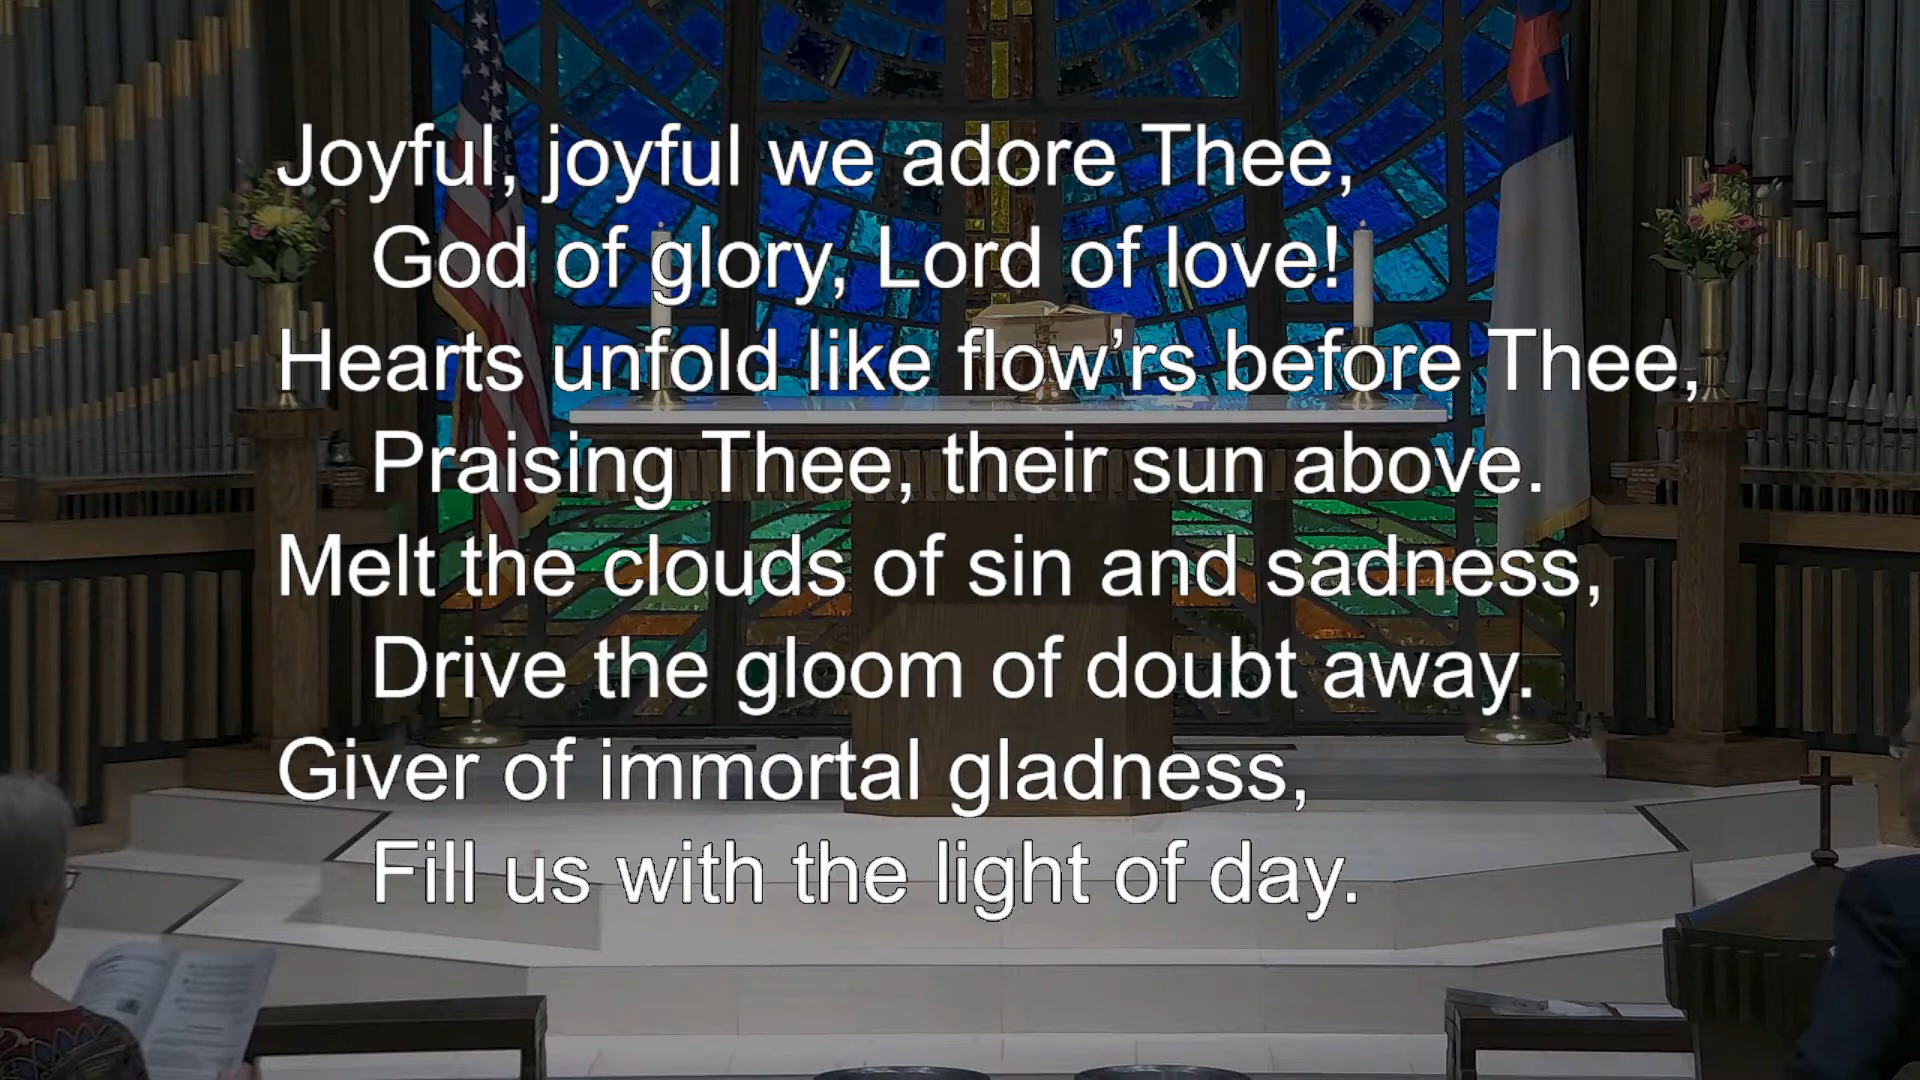 Joyful, joyful we adore Thee,
God of glory, Lord of love!
Hearts unfold like flow’rs before Thee,
Praising Thee, their sun above.
Melt the clouds of sin and sadness,
Drive the gloom of doubt away.
Giver of immortal gladness,
Fill us with the light of day.